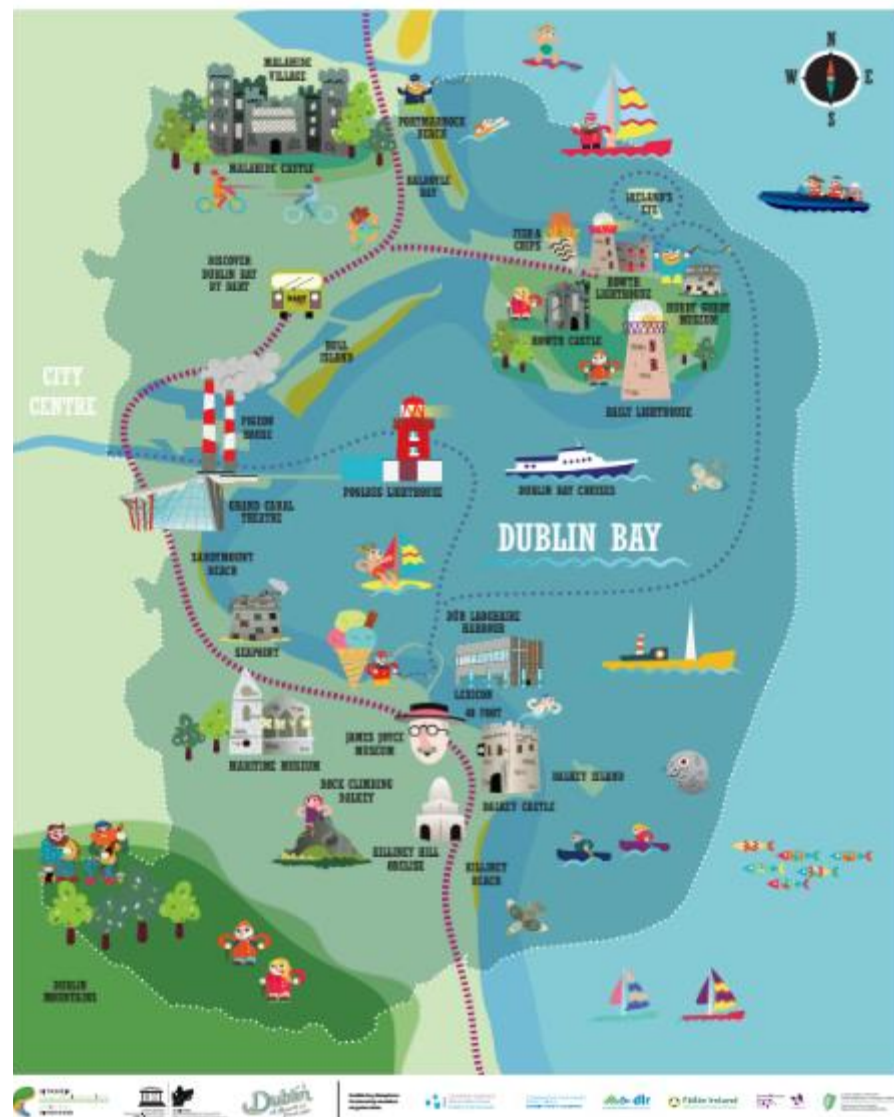 N
W E
S
MALAHIDE
VILLAGE
MALAHIDE CASTLE
PORTMARNOCK
BEACH
BALDOYLE
BAY
IRELAND'S
EYE
FISH &
CHIPS
HOWTH
LIGHTHOUSE
HURDY GURDY
MUSEUM
HOWTH CASTLE
BAILY LIGHTHOUSE
DISCOVER
DUBLIN BAY
BY DART
DART
BULL
ISLAND
CITY
CENTRE
PIGEON
HOUSE
GRAND CANAL
THEATRE
POOLBEG LIGHTHOUSE
DUBLIN BAY CRUISES
DUBLIN BAY
SANDYMOUNT
BEACH
SEAPOINT
DÚN LAOGHAIRE
HARBOUR
LEXICON
40 FOOT
JAMES JOYCE
MUSEUM
MARITIME MUSEUM
DALKEY ISLAND
DALKEY CASTLE
ROCK CLIMBING
DALKEY
KILLINEY HILL
OBELISK
KILLINEY
BEACH
DUBLIN
MOUNTAINS
Dublin
dlr
Fáilte Ireland